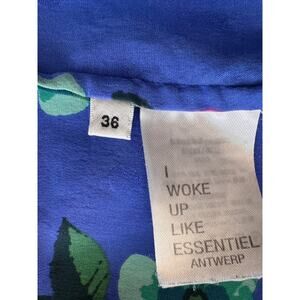 36
I
WOKE
UP
LIKE
ESSENTIEL
ANTWERP